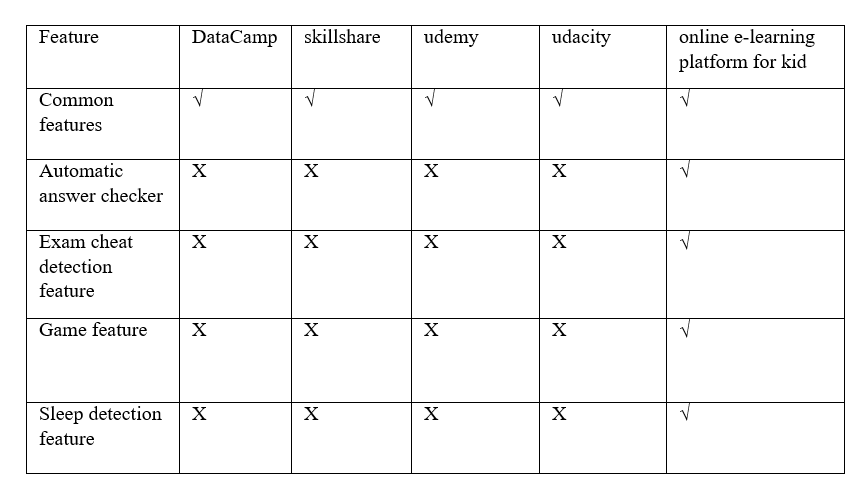 Feature DataCamp skillshare udemy udacity online e-learning
platform for kid
Common
features √ √ √ √ √
Automatic
answer checker X X X X √
Exam cheat
detection
feature X X X X √
Game feature X X X X √
Sleep detection
feature X X X X √